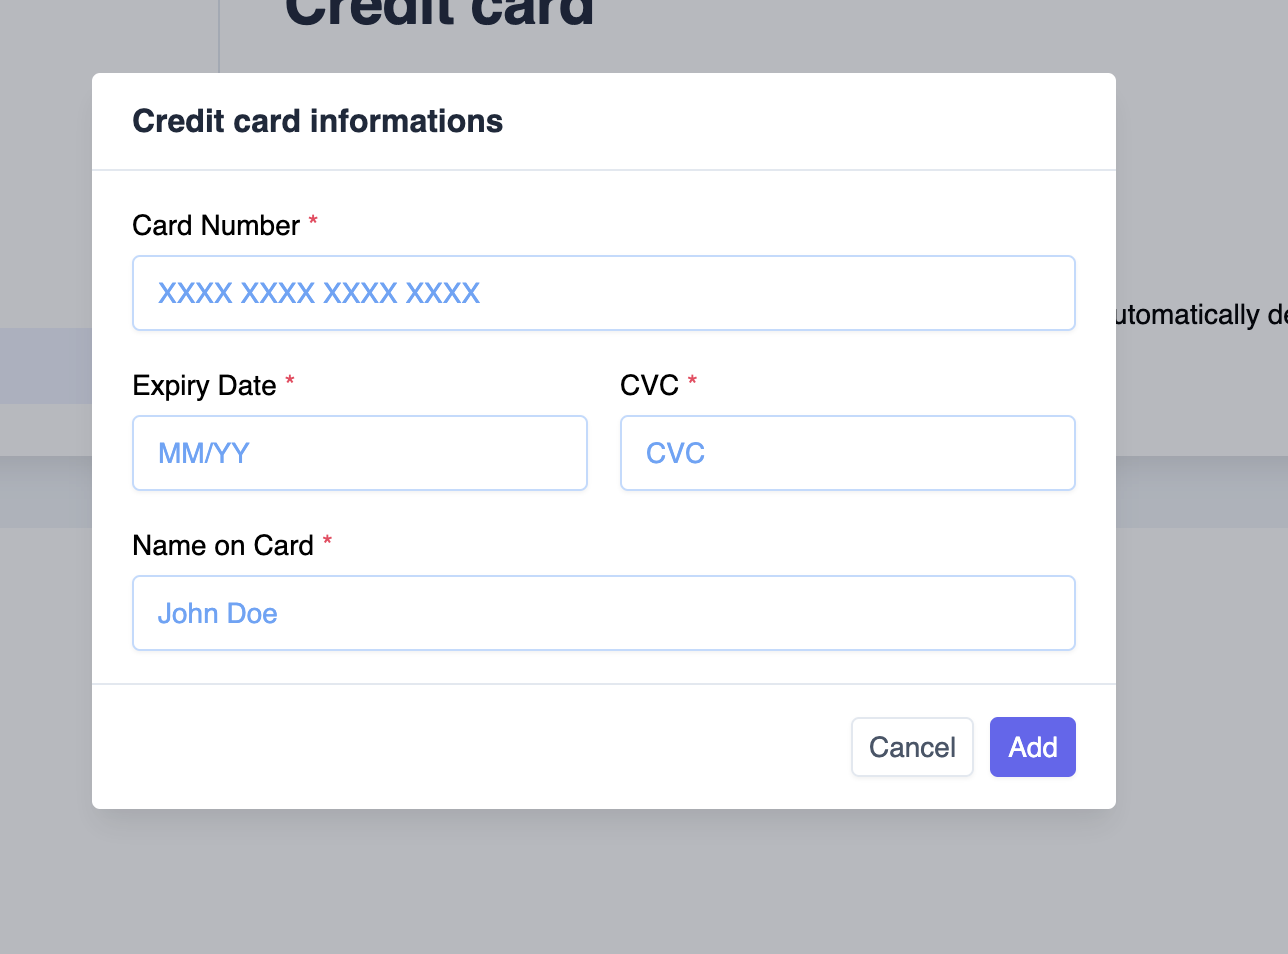 Credit card
Credit card informations
Card Number *
XXXX XXXX XXXX XXXX
utomatically de
Expiry Date *
CVC *
MM/YY
CVC
Name on Card *
John Doe
Cancel
Add